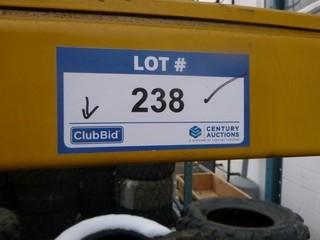 LOT #
238
ClubBid
CENTURY
AUCTIONS